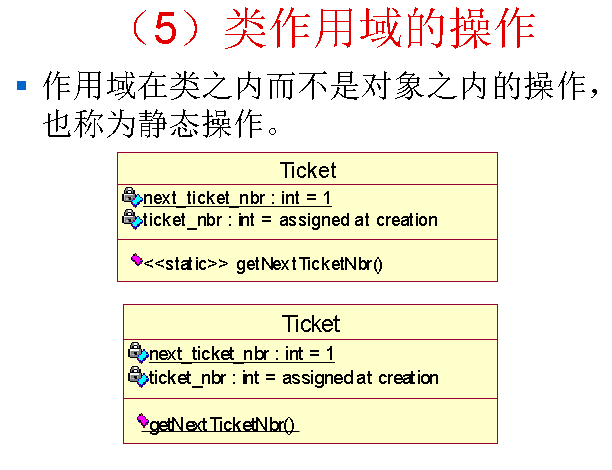 （5）类作用域的操作
作用域在类之内而不是对象之内的操作，
也称为静态操作。
Ticket
next_ticket_nbr : int = 1
ticket_nbr : int = assigned at creation
<<static>> getNextTicketNbr()
Ticket
next_ticket_nbr : int = 1
ticket_nbr : int = assigned at creation
getNextTicketNbr()